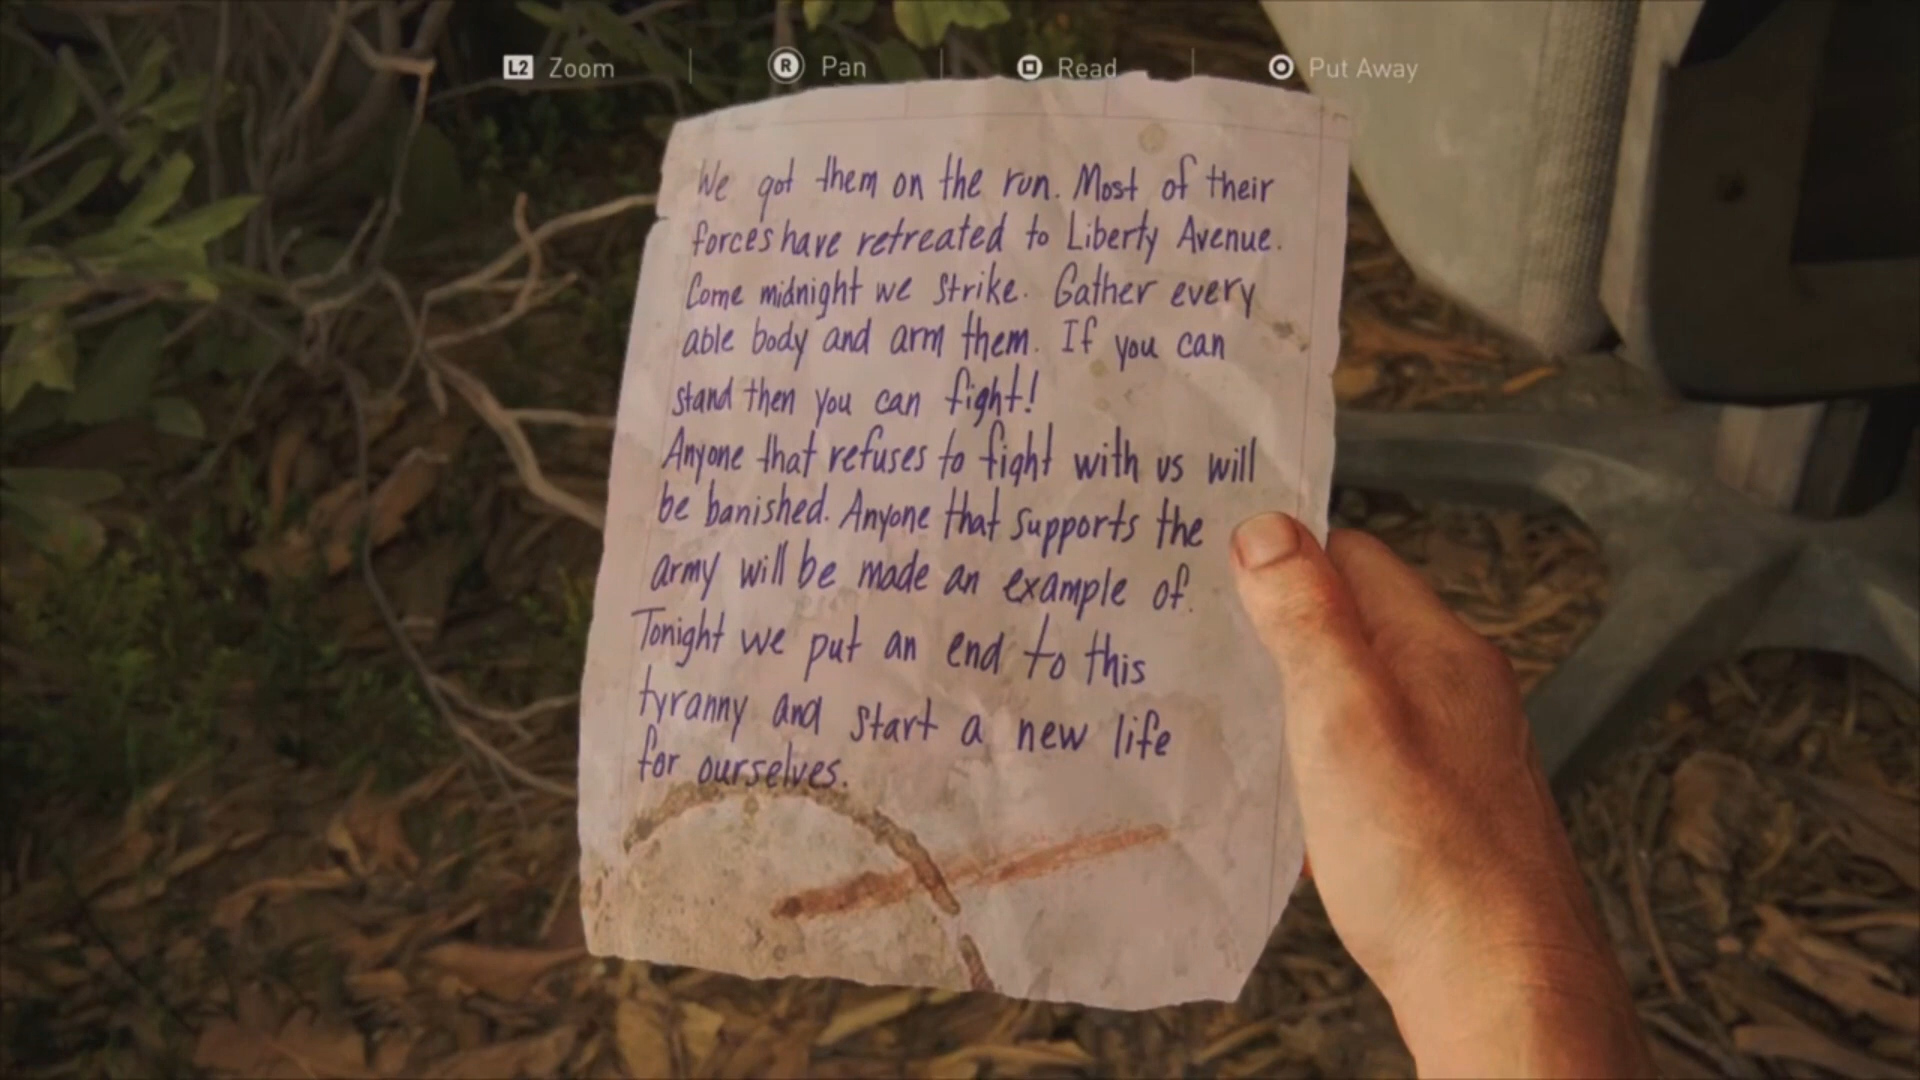 L2 Zoom R Pan Read Put Away
We got them on the run. Most of their
forces have retreated to Liberty Avenue.
Come midnight we strike. Gather every
able body and arm them. If you can
stand then you can fight!
Anyone that refuses to fight with us will
be banished. Anyone that supports the
army will be made an example of.
Tonight we put an end to this
tyranny and start a new life
for ourselves.